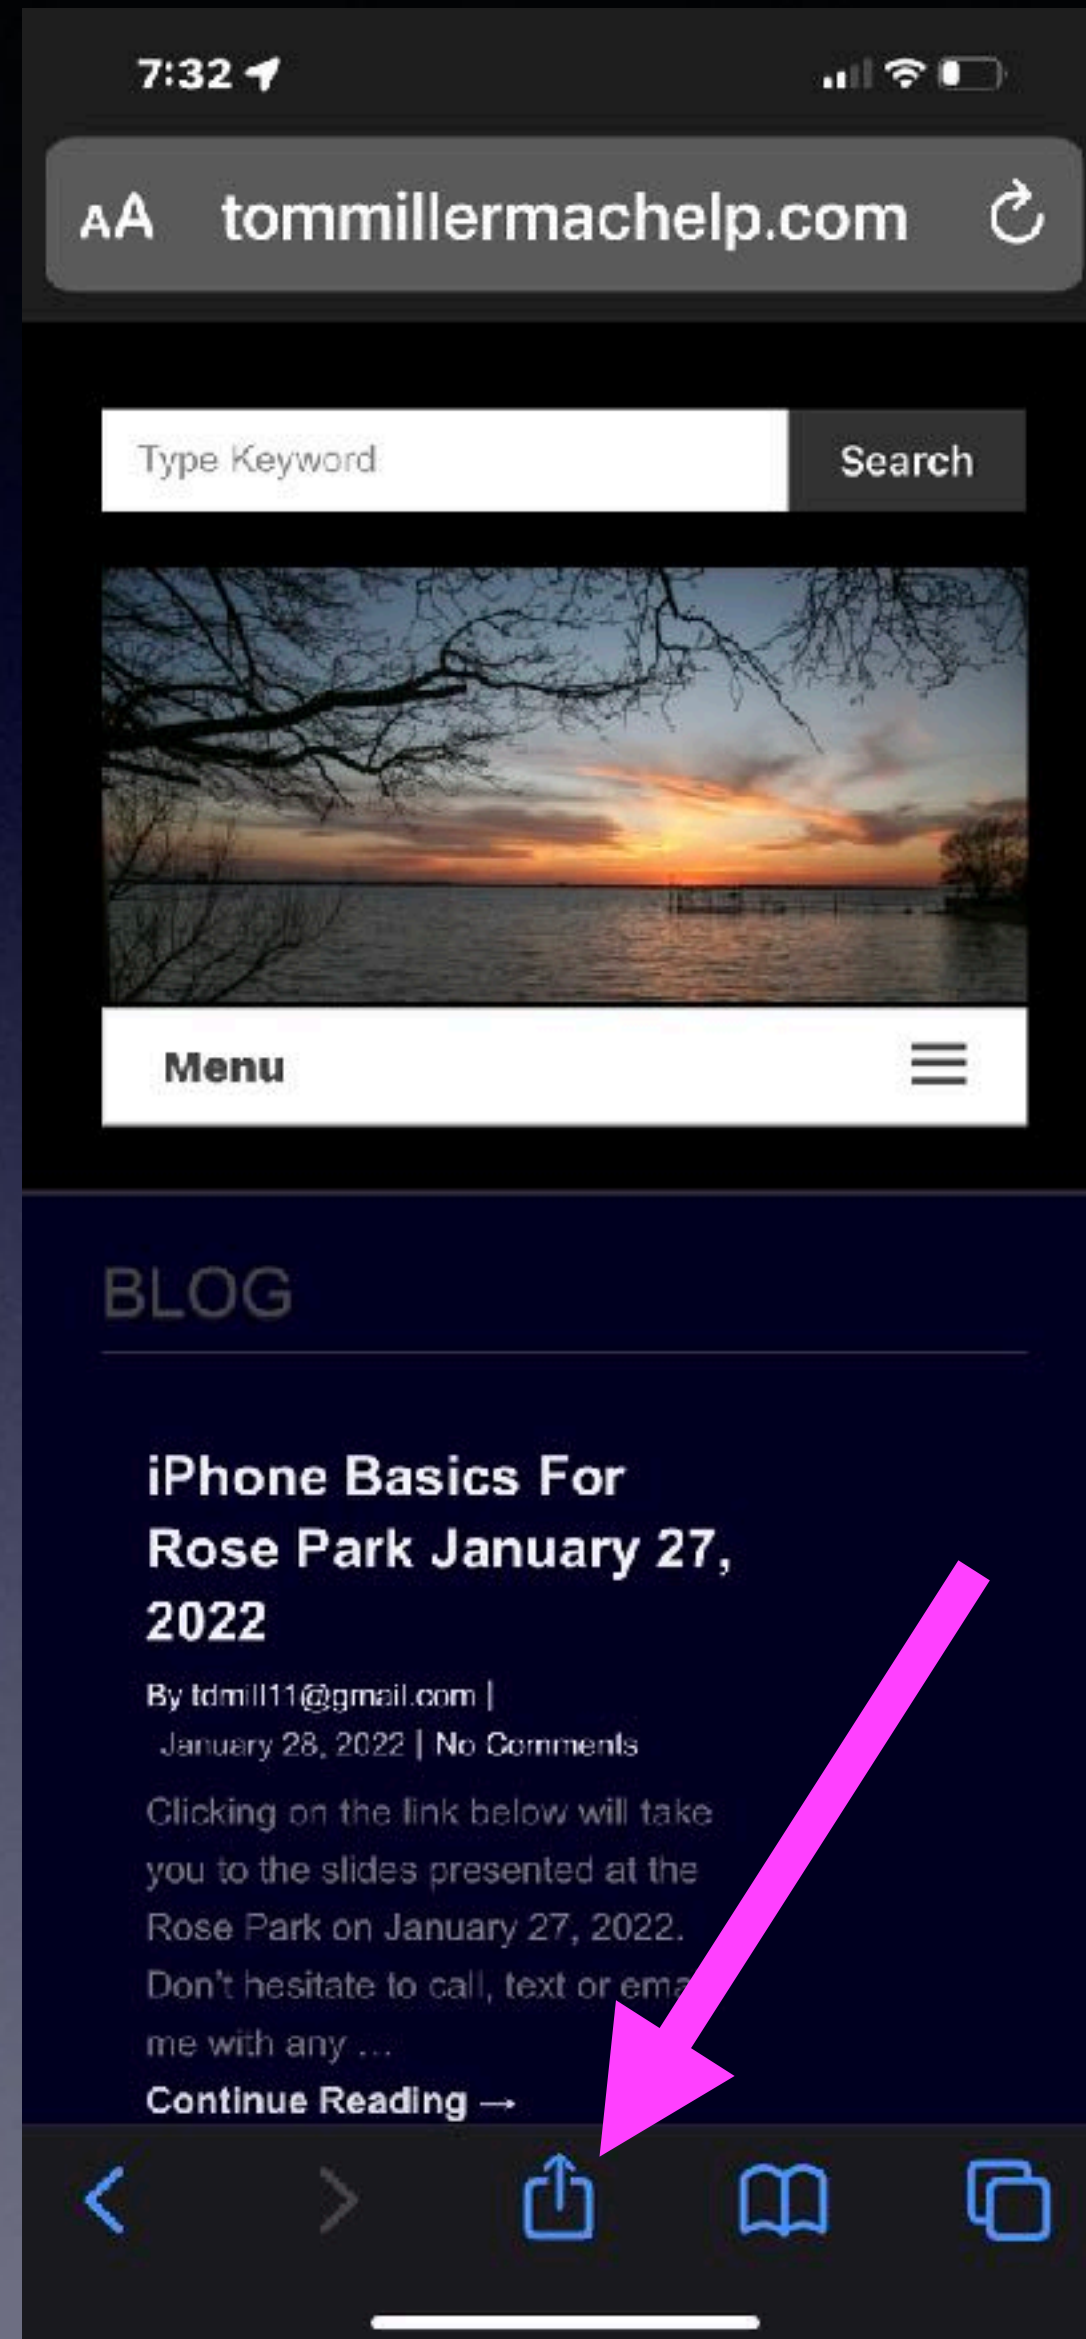 7:32
AA tommillermachelp.com
Type Keyword Search
Menu
BLOG
iPhone Basics For
Rose Park January 27,
2022
By tdmill11@gmail.com |
January 28, 2022 | No Comments
Clicking on the link below will take
you to the slides presented at the
Rose Park on January 27, 2022.
Don't hesitate to call, text or
me with any ...
Continue Reading →